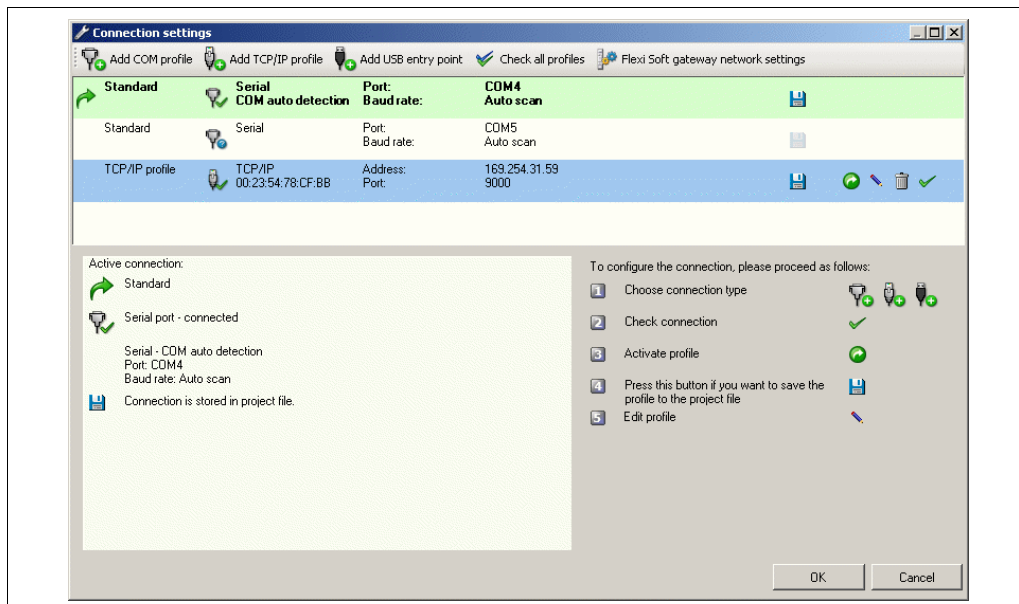 Connection settings
Add COM profile Add TCP/IP profile Add USB entry point Check all profiles Flexi Soft gateway network settings
Standard Serial Port: COM4
COM auto detection Baud rate: Auto scan
Standard Serial Port: COM5
Baud rate: Auto scan
TCP/IP profile TCP/IP Address: 169.254.31.59
00:23:54:78:CF:BB Port: 9000
Active connection:
Standard
Serial port - connected
Serial - COM auto detection
Port: COM4
Baud rate: Auto scan
Connection is stored in project file.
To configure the connection, please proceed as follows:
1 Choose connection type
2 Check connection
3 Activate profile
4 Press this button if you want to save the
profile to the project file
5 Edit profile
OK Cancel